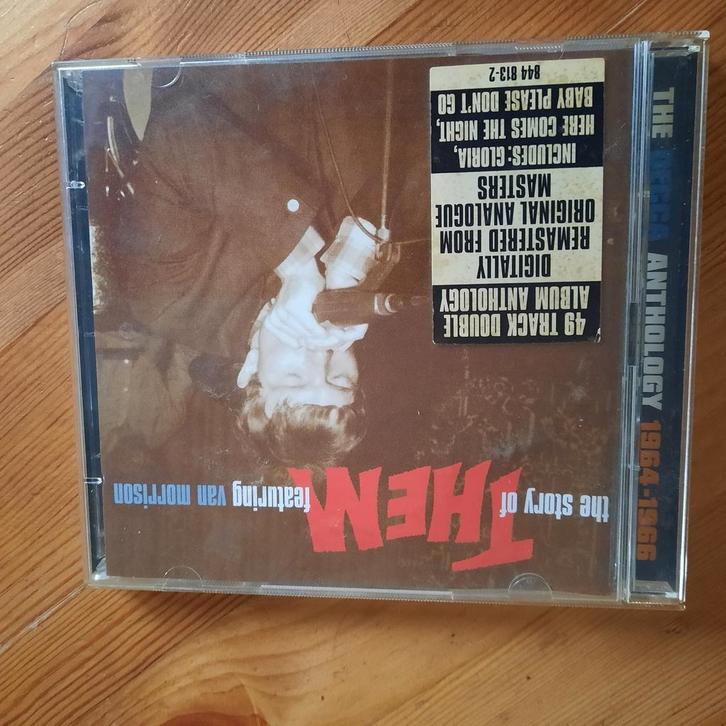 the story of
THEM
featuring van morrison
49 TRACK DOUBLE
ALBUM ANTHOLOGY
DIGITALLY
REMASTERED FROM
ORIGINAL ANALOGUE
MASTERS
INCLUDES: GLORIA,
HERE COMES THE NIGHT,
BABY PLEASE DON'T GO
844 813-2
THE DECCA ANTHOLOGY 1964-1966